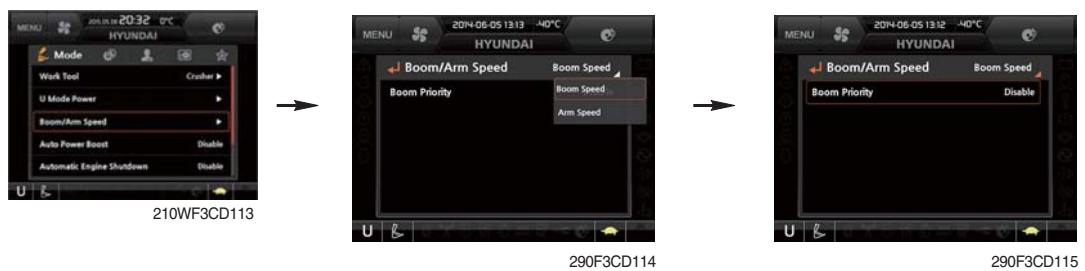 MENU 20:32 0°C
HYUNDAI
Mode
Work Tool Crusher ▶
U Mode Power ▶
Boom/Arm Speed ▶
Auto Power Boost Disable
Automatic Engine Shutdown Disable
U
210WF3CD113
MENU 2014-06-05 13:13 -40°C
HYUNDAI
Boom/Arm Speed Boom Speed
Boom Priority Boom Speed
Arm Speed
U
290F3CD114
MENU 2014-06-05 13:12 -40°C
HYUNDAI
Boom/Arm Speed Boom Speed
Boom Priority Disable
U
290F3CD115